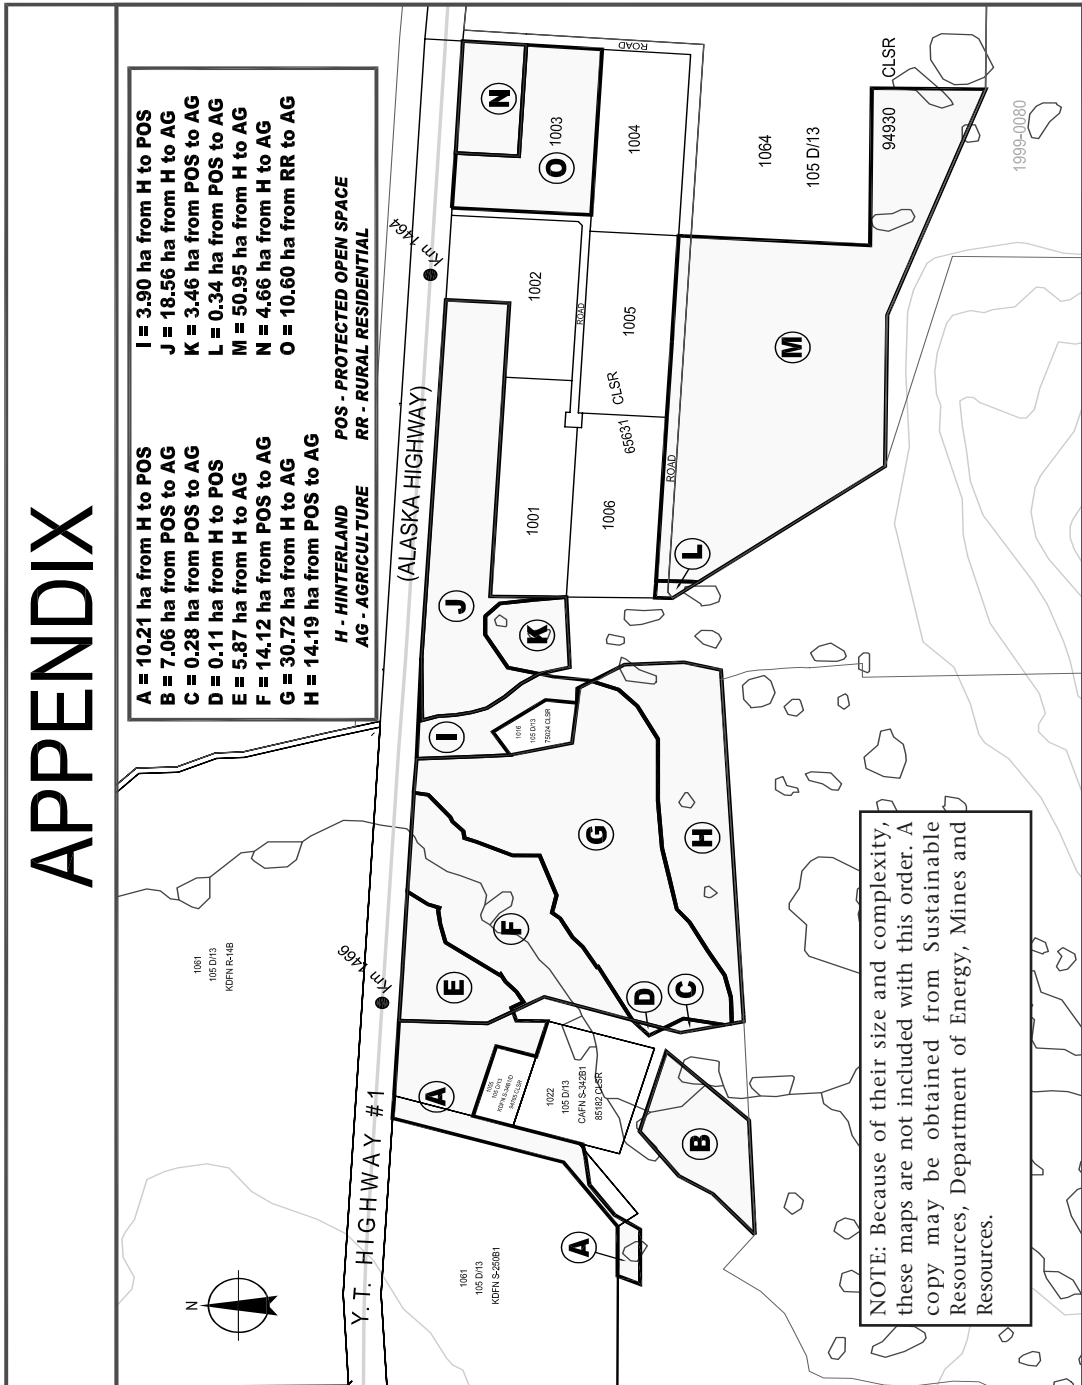 APPENDIX
A = 10.21 ha from H to POS
B = 7.06 ha from POS to AG
C = 0.28 ha from POS to AG
D = 0.11 ha from H to POS
E = 5.87 ha from H to AG
F = 14.12 ha from POS to AG
G = 30.72 ha from H to AG
H = 14.19 ha from POS to AG
I = 3.90 ha from H to POS
J = 18.56 ha from H to AG
K = 3.46 ha from POS to AG
L = 0.34 ha from POS to AG
M = 50.95 ha from H to AG
N = 4.66 ha from H to AG
O = 10.60 ha from RR to AG
H - HINTERLAND
AG - AGRICULTURE
POS - PROTECTED OPEN SPACE
RR - RURAL RESIDENTIAL
Y.T. HIGHWAY #1
(ALASKA HIGHWAY)
Km 1466
Km 1464
N
1061
105 D/13
KDFN R-14B
1061
105 D/13
KDFN S-250B1
A
A
B
C
D
E
F
G
H
I
J
K
L
M
N
O
105 D/13
1022
105 D/13
CAFN S-342B1
85182 CLSR
1016
105 D/13
75024 CLSR
1001
1002
1003
1004
1005
1006
65631
CLSR
ROAD
ROAD
ROAD
1064
105 D/13
94930
CLSR
1999-0080
NOTE: Because of their size and complexity,
these maps are not included with this order. A
copy may be obtained from Sustainable
Resources, Department of Energy, Mines and
Resources.